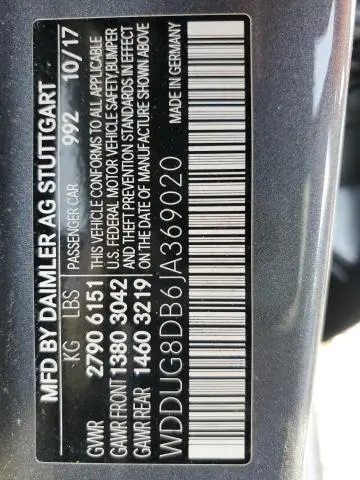 MFD BY DAIMLER AG STUTTGART
KG LBS PASSENGER CAR 992 10/17
GVWR 2790 6151
GAWR FRONT 1380 3042
GAWR REAR 1460 3219
THIS VEHICLE CONFORMS TO ALL APPLICABLE
U.S. FEDERAL MOTOR VEHICLE SAFETY, BUMPER
AND THEFT PREVENTION STANDARDS IN EFFECT
ON THE DATE OF MANUFACTURE SHOWN ABOVE
WDDUG8DB6JA369020 MADE IN GERMANY